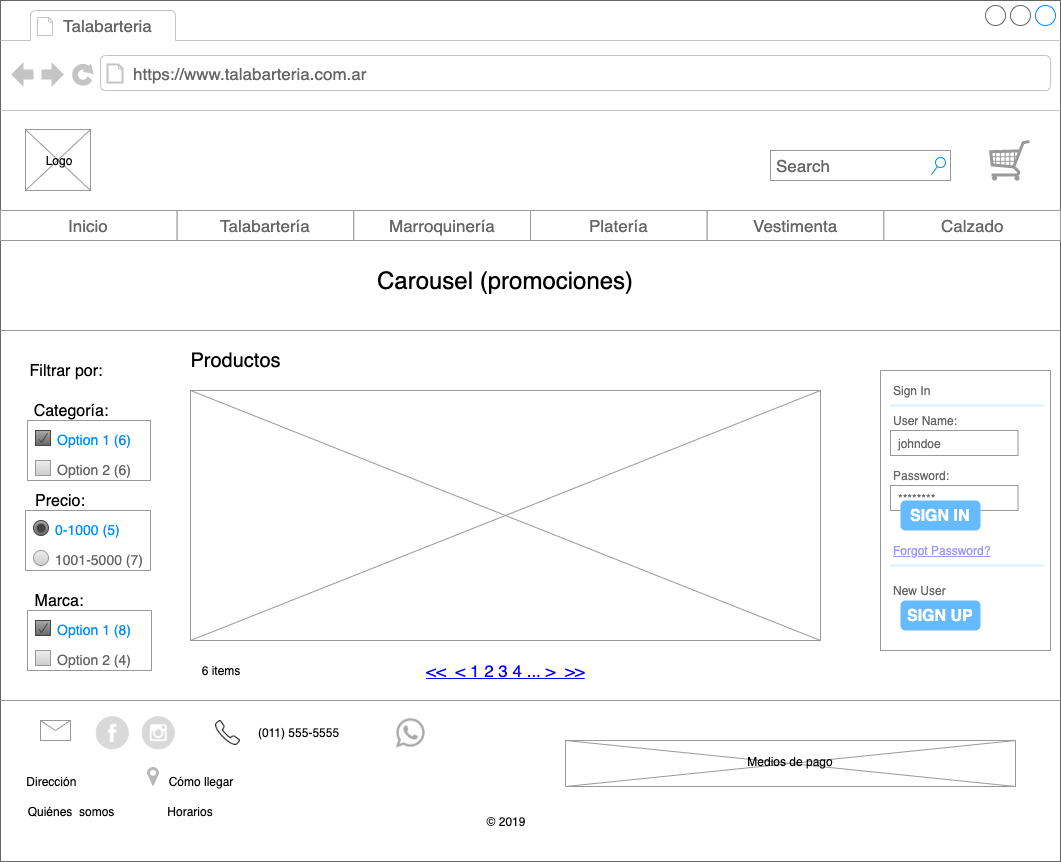 Talabarteria
https://www.talabarteria.com.ar
Logo
Search
Inicio Talabartería Marroquinería Platería Vestimenta Calzado
Carousel (promociones)
Filtrar por:
Categoría:
Option 1 (6)
Option 2 (6)
Precio:
0-1000 (5)
1001-5000 (7)
Marca:
Option 1 (8)
Option 2 (4)
Productos
6 items
<< < 1 2 3 4 ... > >>
Sign In
User Name:
johndoe
Password:
********
SIGN IN
Forgot Password?
New User
SIGN UP
(011) 555-5555
Dirección
Cómo llegar
Quiénes somos
Horarios
Medios de pago
© 2019